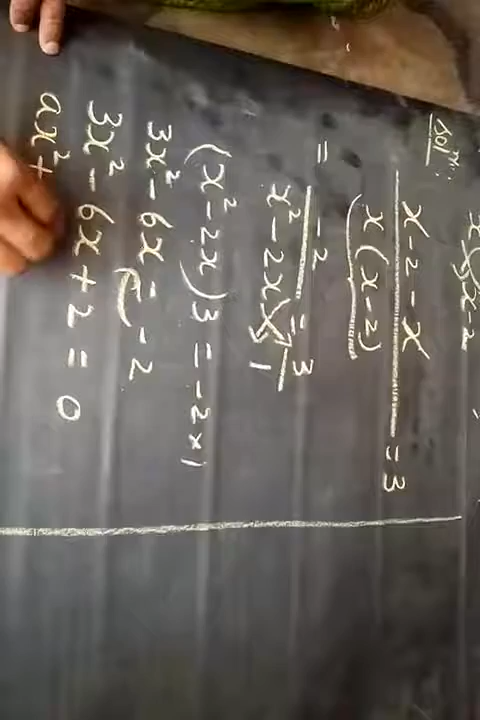 Solⁿ:
x-2-x / x(x-2) = 3
= -2 / x²-2x = 3/1
(x²-2x)3 = -2×1
3x²-6x = -2
3x²-6x+2 = 0
ax²+